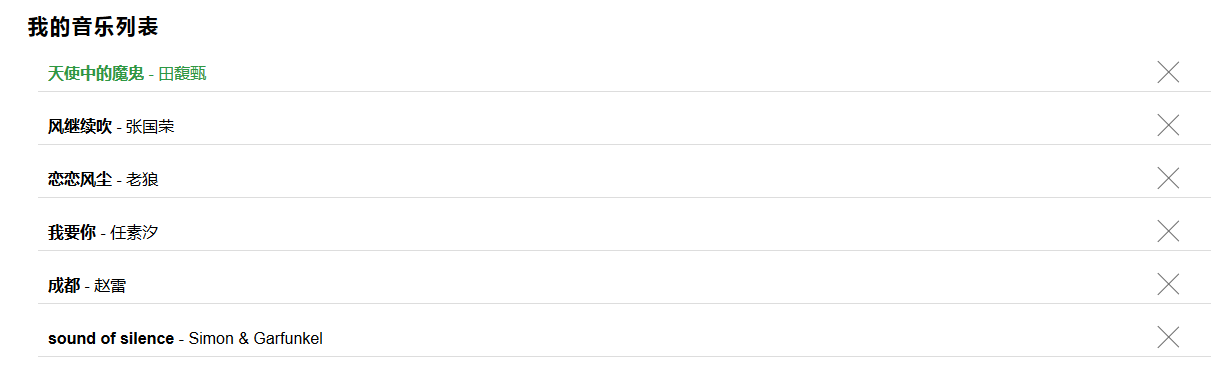 我的音乐列表
天使中的魔鬼 - 田馥甄
风继续吹 - 张国荣
恋恋风尘 - 老狼
我要你 - 任素汐
成都 - 赵雷
sound of silence - Simon & Garfunkel